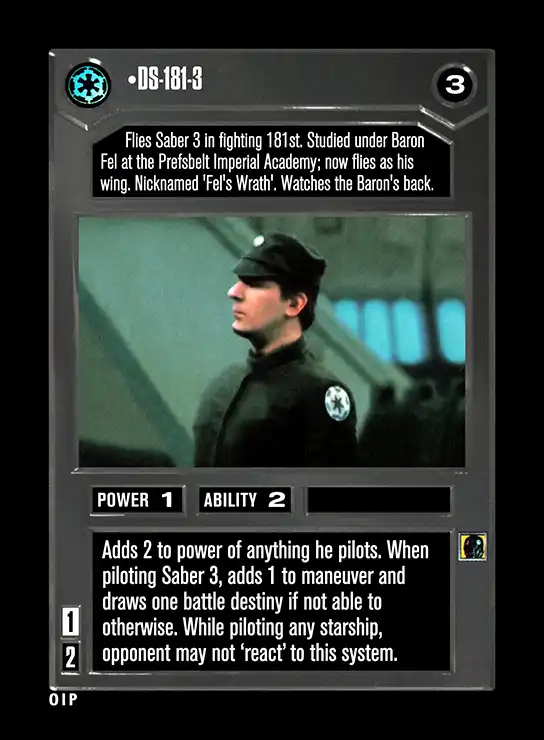 •DS-181-3
3
Flies Saber 3 in fighting 181st. Studied under Baron
Fel at the Prefsbelt Imperial Academy; now flies as his
wing. Nicknamed 'Fel's Wrath'. Watches the Baron's back.
POWER 1 ABILITY 2
Adds 2 to power of anything he pilots. When
piloting Saber 3, adds 1 to maneuver and
draws one battle destiny if not able to
otherwise. While piloting any starship,
opponent may not ‘react’ to this system.
1
2
OIP